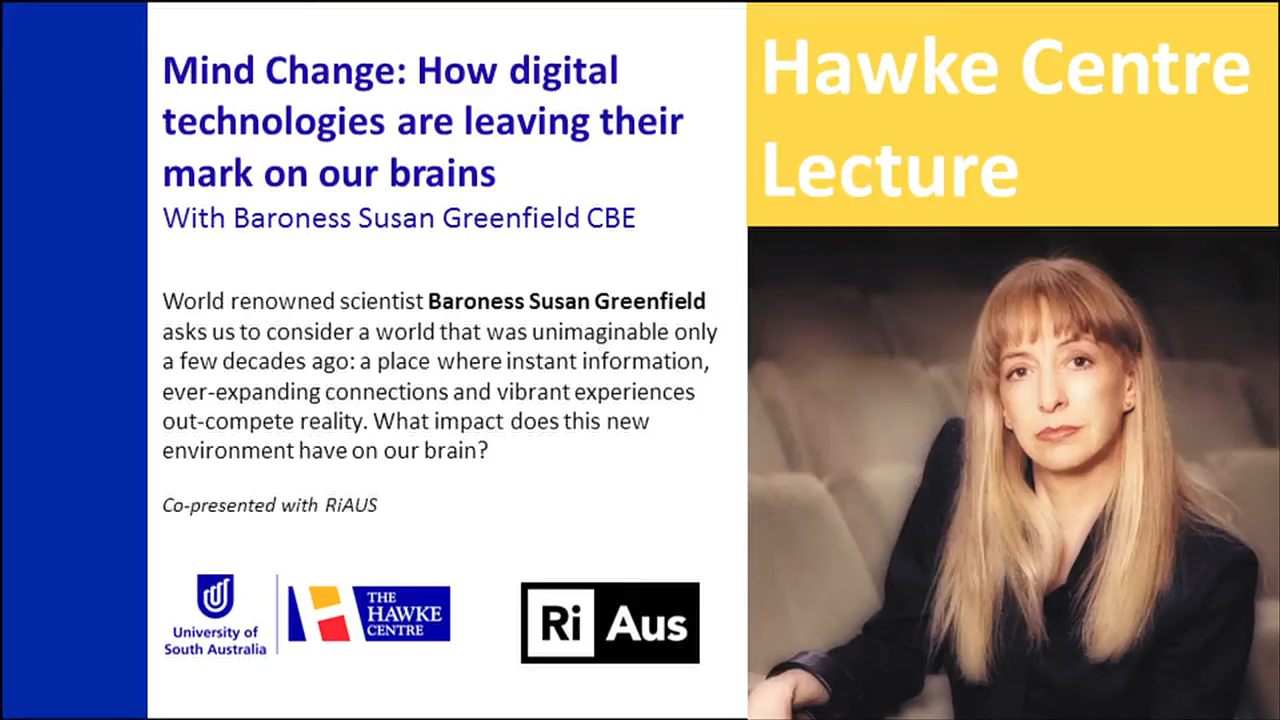 Mind Change: How digital
technologies are leaving their
mark on our brains
With Baroness Susan Greenfield CBE
World renowned scientist Baroness Susan Greenfield
asks us to consider a world that was unimaginable only
a few decades ago: a place where instant information,
ever-expanding connections and vibrant experiences
out-compete reality. What impact does this new
environment have on our brain?
Co-presented with RiAUS
University of
South Australia
THE
HAWKE
CENTRE
Ri Aus
Hawke Centre
Lecture